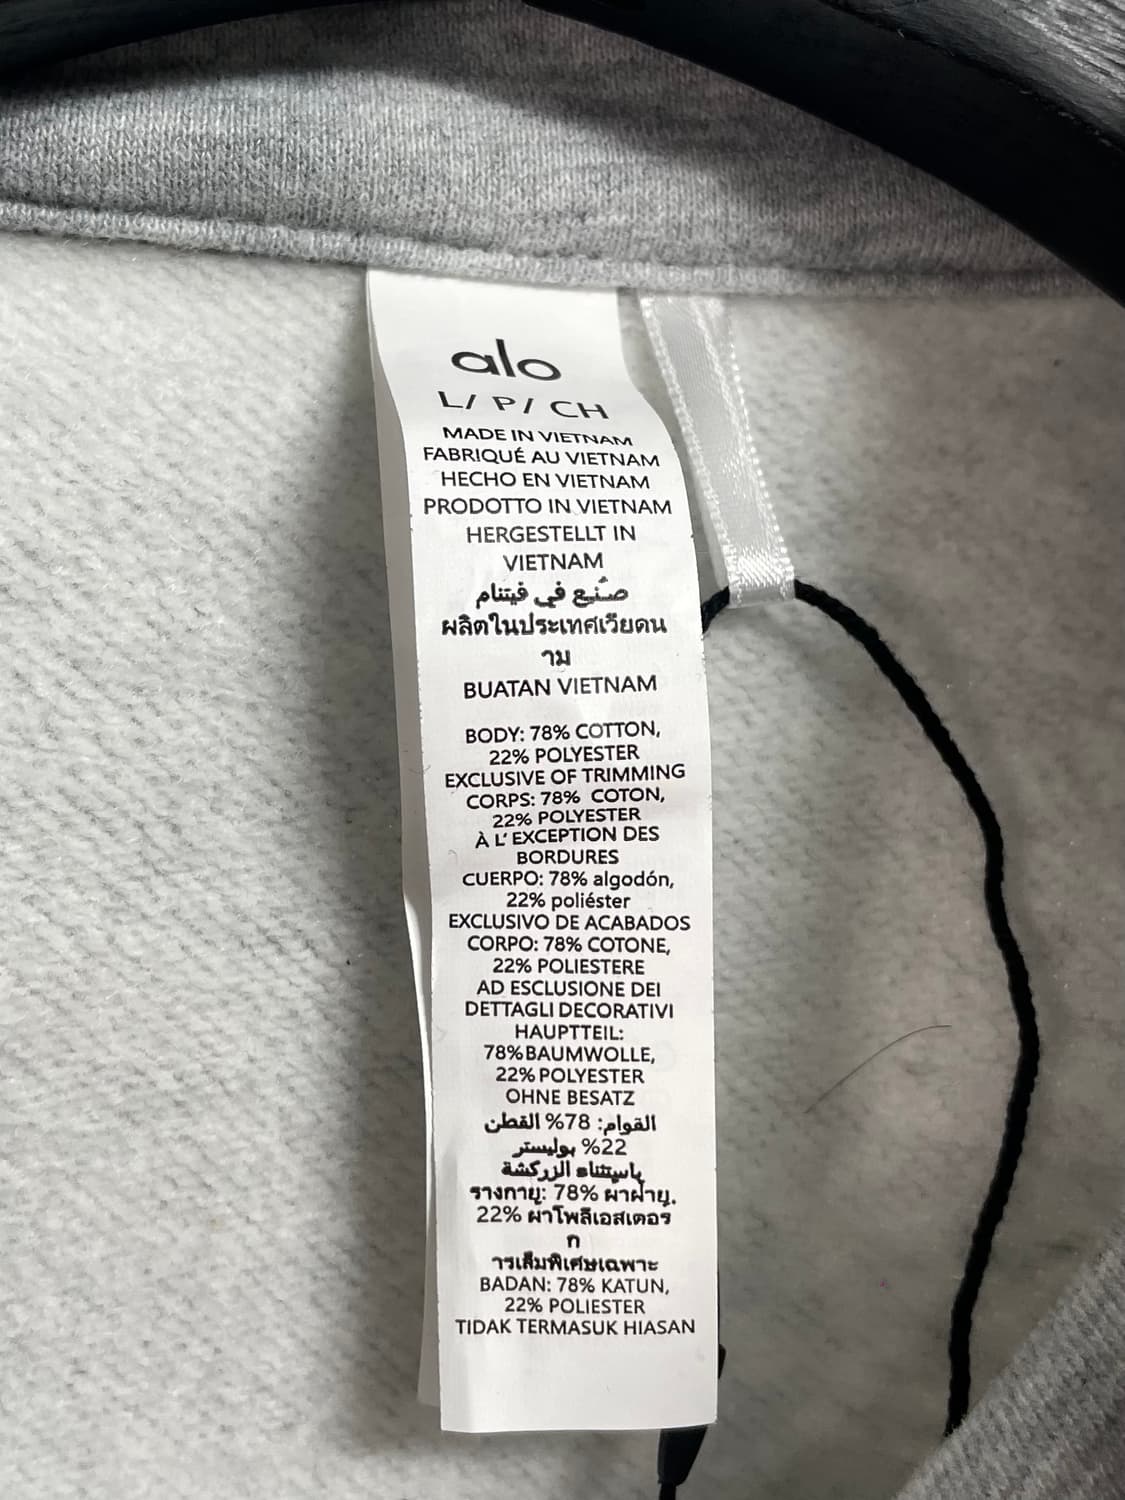 alo
L/ P/ CH
MADE IN VIETNAM
FABRIQUÉ AU VIETNAM
HECHO EN VIETNAM
PRODOTTO IN VIETNAM
HERGESTELLT IN
VIETNAM
صُنع في فيتنام
ผลิตในประเทศเวียดน
าม
BUATAN VIETNAM
BODY: 78% COTTON,
22% POLYESTER
EXCLUSIVE OF TRIMMING
CORPS: 78% COTON,
22% POLYESTER
À L’ EXCEPTION DES
BORDURES
CUERPO: 78% algodón,
22% poliéster
EXCLUSIVO DE ACABADOS
CORPO: 78% COTONE,
22% POLIESTERE
AD ESCLUSIONE DEI
DETTAGLI DECORATIVI
HAUPTTEIL:
78% BAUMWOLLE,
22% POLYESTER
OHNE BESATZ
القوام: 78% القطن
22% بوليستر
باستثناء الزركشة
รางกายู: 78% ผาฝายู,
22% ผาโพลีเอสเตอร
ก
ารเล็มพิเศษเฉพาะ
BADAN: 78% KATUN,
22% POLIESTER
TIDAK TERMASUK HIASAN